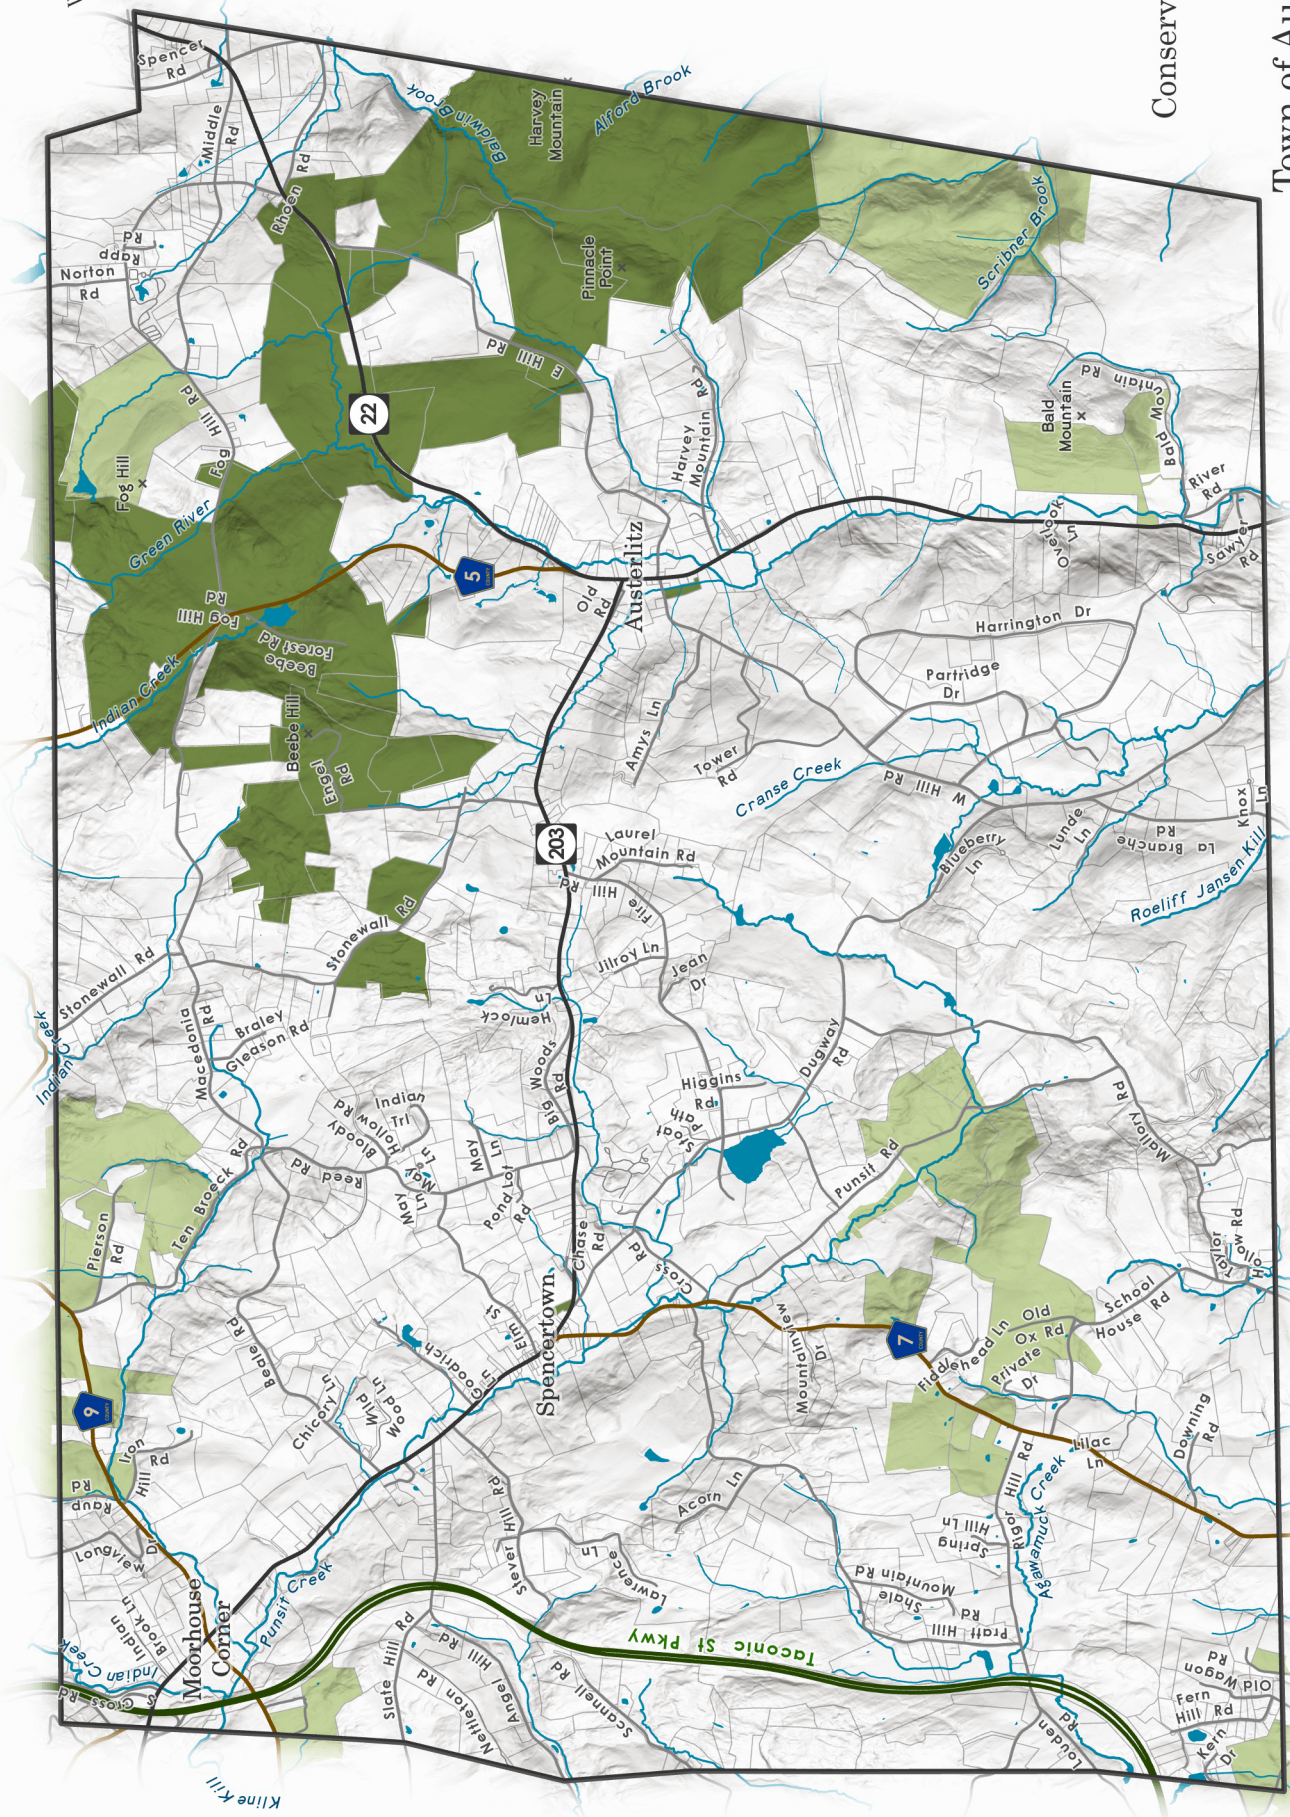 Spencer
Rd
Middle
Rd
Rapp
Rd
Norton
Rd
Rhoen Rd
Baldwin Brook
Harvey
Mountain
Alford Brook
Conserv
Pinnacle
Point
Scribner Brook
E Hill Rd
22
Fog Hill Rd
Fog Hill
Green River
Harvey
Mountain Rd
Bald
Mountain
Bald Mountain Rd
River
Rd
Sawyer
Rd
Overlook
Ln
Fog Hill
Rd
5
COUNTY
Old
Rd
Austerlitz
Beebe
Forest Rd
Indian Creek
Beebe Hill
Engel
Rd
Amys Ln
Tower
Rd
Harrington Dr
Partridge
Dr
Cranse Creek
W Hill Rd
203
Laurel
Mountain Rd
Fire Hill Rd
Blueberry
Ln
Lunde
Ln
La Branche
Rd
Knox
Ln
Roeliff Jansen Kill
Stonewall Rd
Stonewall Rd
Jilroy Ln
Jean
Dr
Hemlock
Ln
Indian Creek
Macedonia
Rd
Braley
Gleason Rd
Big Woods
Rd
Dugway
Rd
Higgins
Rd
Stoat
Path
Indian
Trl
Bloody
Hollow Rd
May
Ln
May
Ln
May
Ln
Reed Rd
Pond Lot
Rd
Ten Broeck Rd
Pierson
Rd
Punsit Rd
Mallory Rd
Chase
Rd
Cross Rd
Taylor
Hollow Rd
Spencertown
Elm St
Beale Rd
Goodrich
Ln
Mountainview
Dr
7
COUNTY
Fiddlehead Ln
Old
Ox Rd
Private
Dr
School
House Rd
9
COUNTY
Chicory Ln
Wild
Wood Ln
Iron
Hill Rd
Raup
Rd
Longview
Dr
Stever Hill Rd
Acorn Ln
Rigor Hill Rd
Lilac
Ln
Downing
Rd
Agawamuck Creek
Spring
Hill Ln
Lawrence
Ln
Shale
Mountain Rd
Pratt Hill
Rd
Punsit Creek
Indian
Brook Ln
Moorhouse
Corner
Indian Creek
S Cross Rd
Taconic St Pkwy
Slate Hill Rd
Angel Hill Rd
Nettleton Rd
Scannell Rd
Louden Rd
Old Wagon
Rd
Fern
Hill Rd
Kern
Dr
Kline Kill